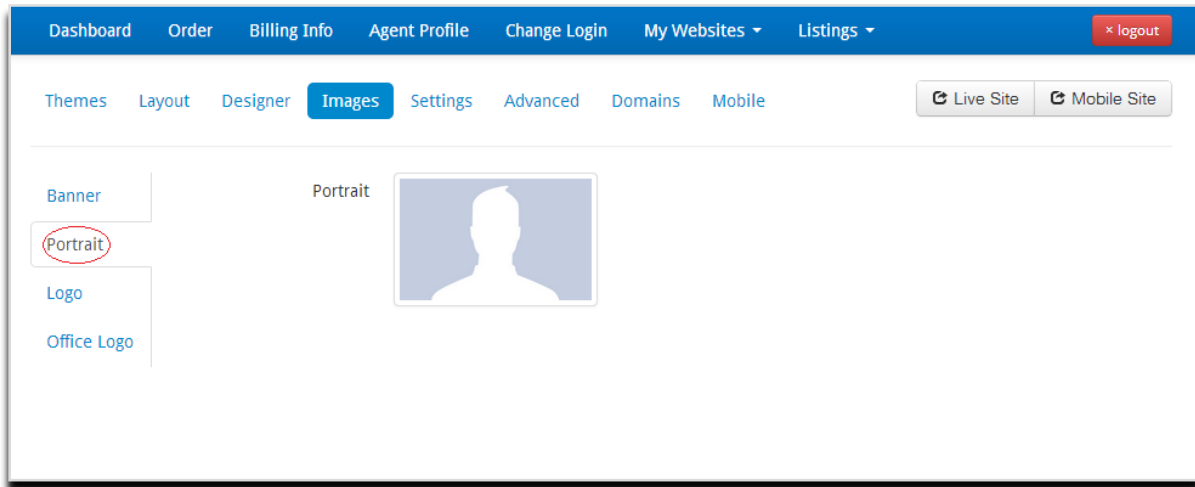 Dashboard Order Billing Info Agent Profile Change Login My Websites Listings × logout
Themes Layout Designer Images Settings Advanced Domains Mobile Live Site Mobile Site
Banner
Portrait
Portrait
Logo
Office Logo